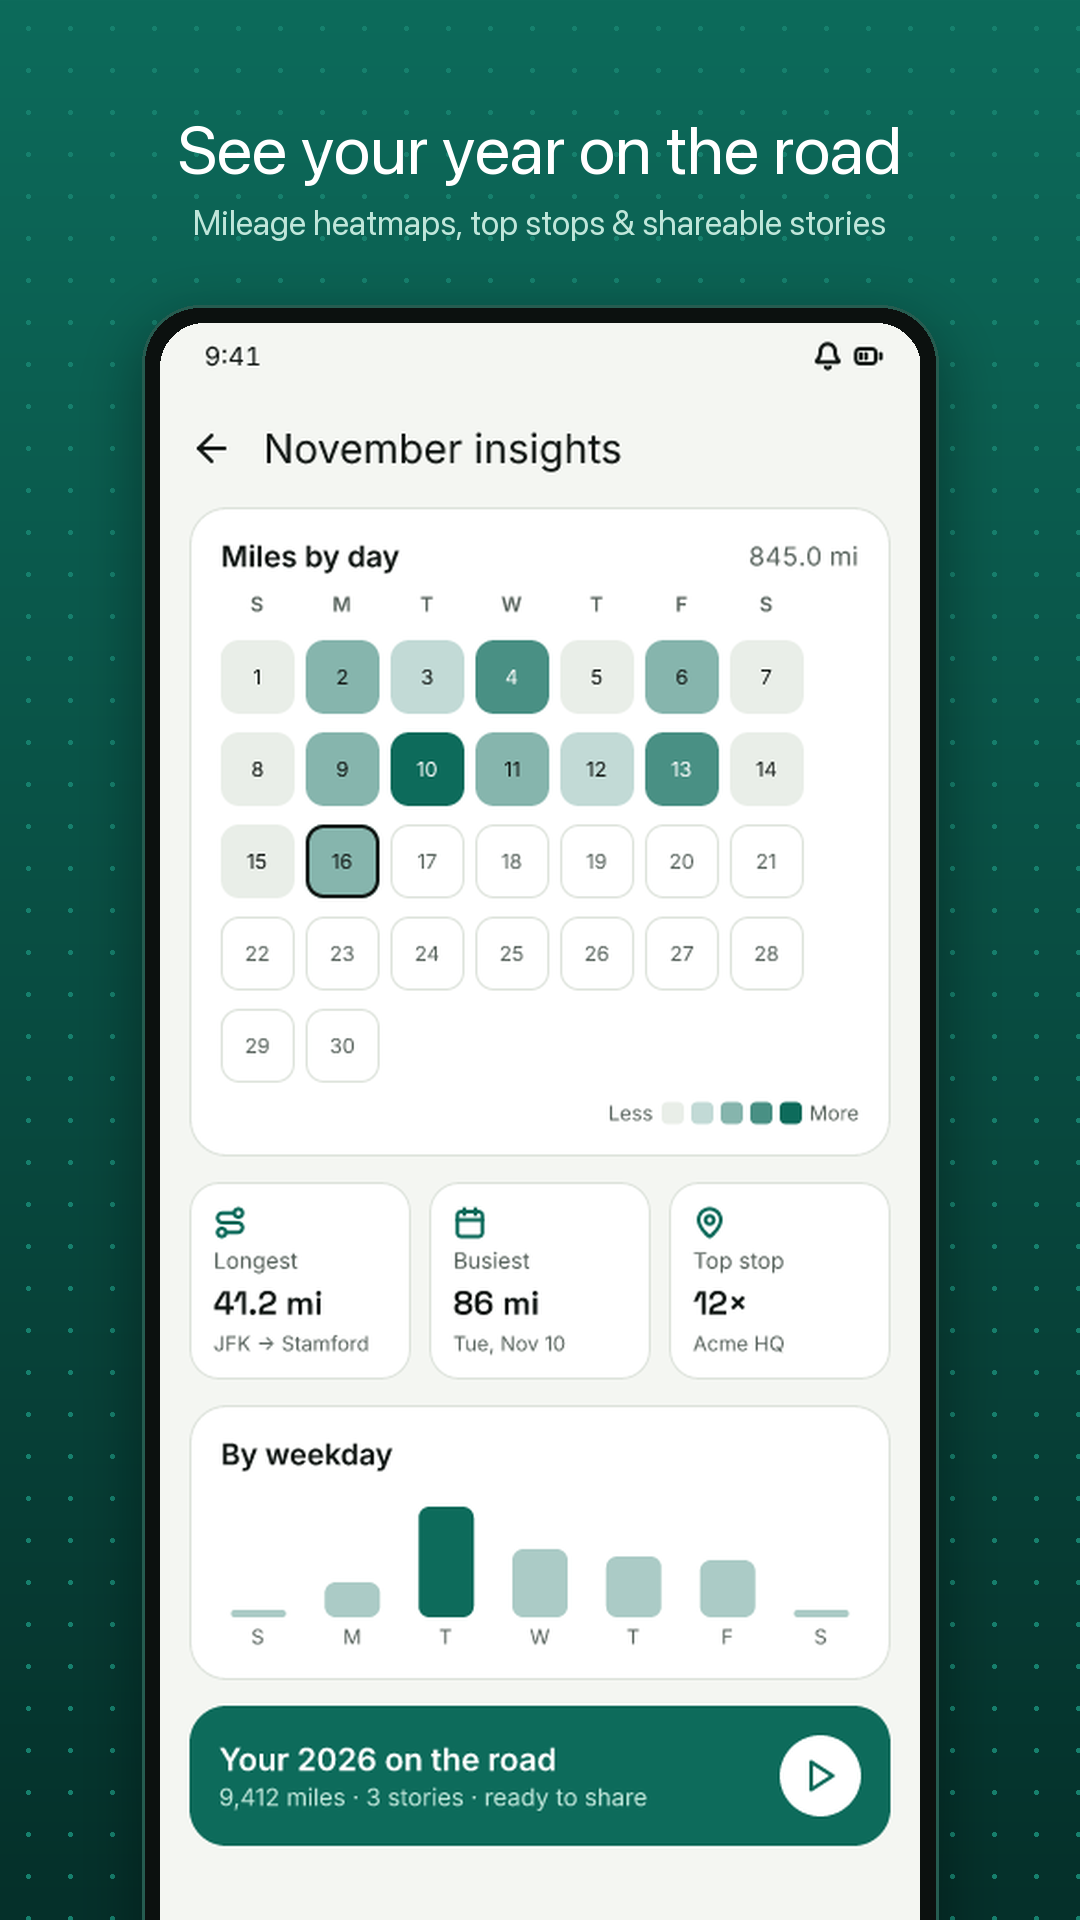 See your year on the road
Mileage heatmaps, top stops & shareable stories
9:41
November insights
Miles by day 845.0 mi
S M T W T F S
1 2 3 4 5 6 7
8 9 10 11 12 13 14
15 16 17 18 19 20 21
22 23 24 25 26 27 28
29 30
Less More
Longest
41.2 mi
JFK → Stamford
Busiest
86 mi
Tue, Nov 10
Top stop
12×
Acme HQ
By weekday
S M T W T F S
Your 2026 on the road
9,412 miles · 3 stories · ready to share